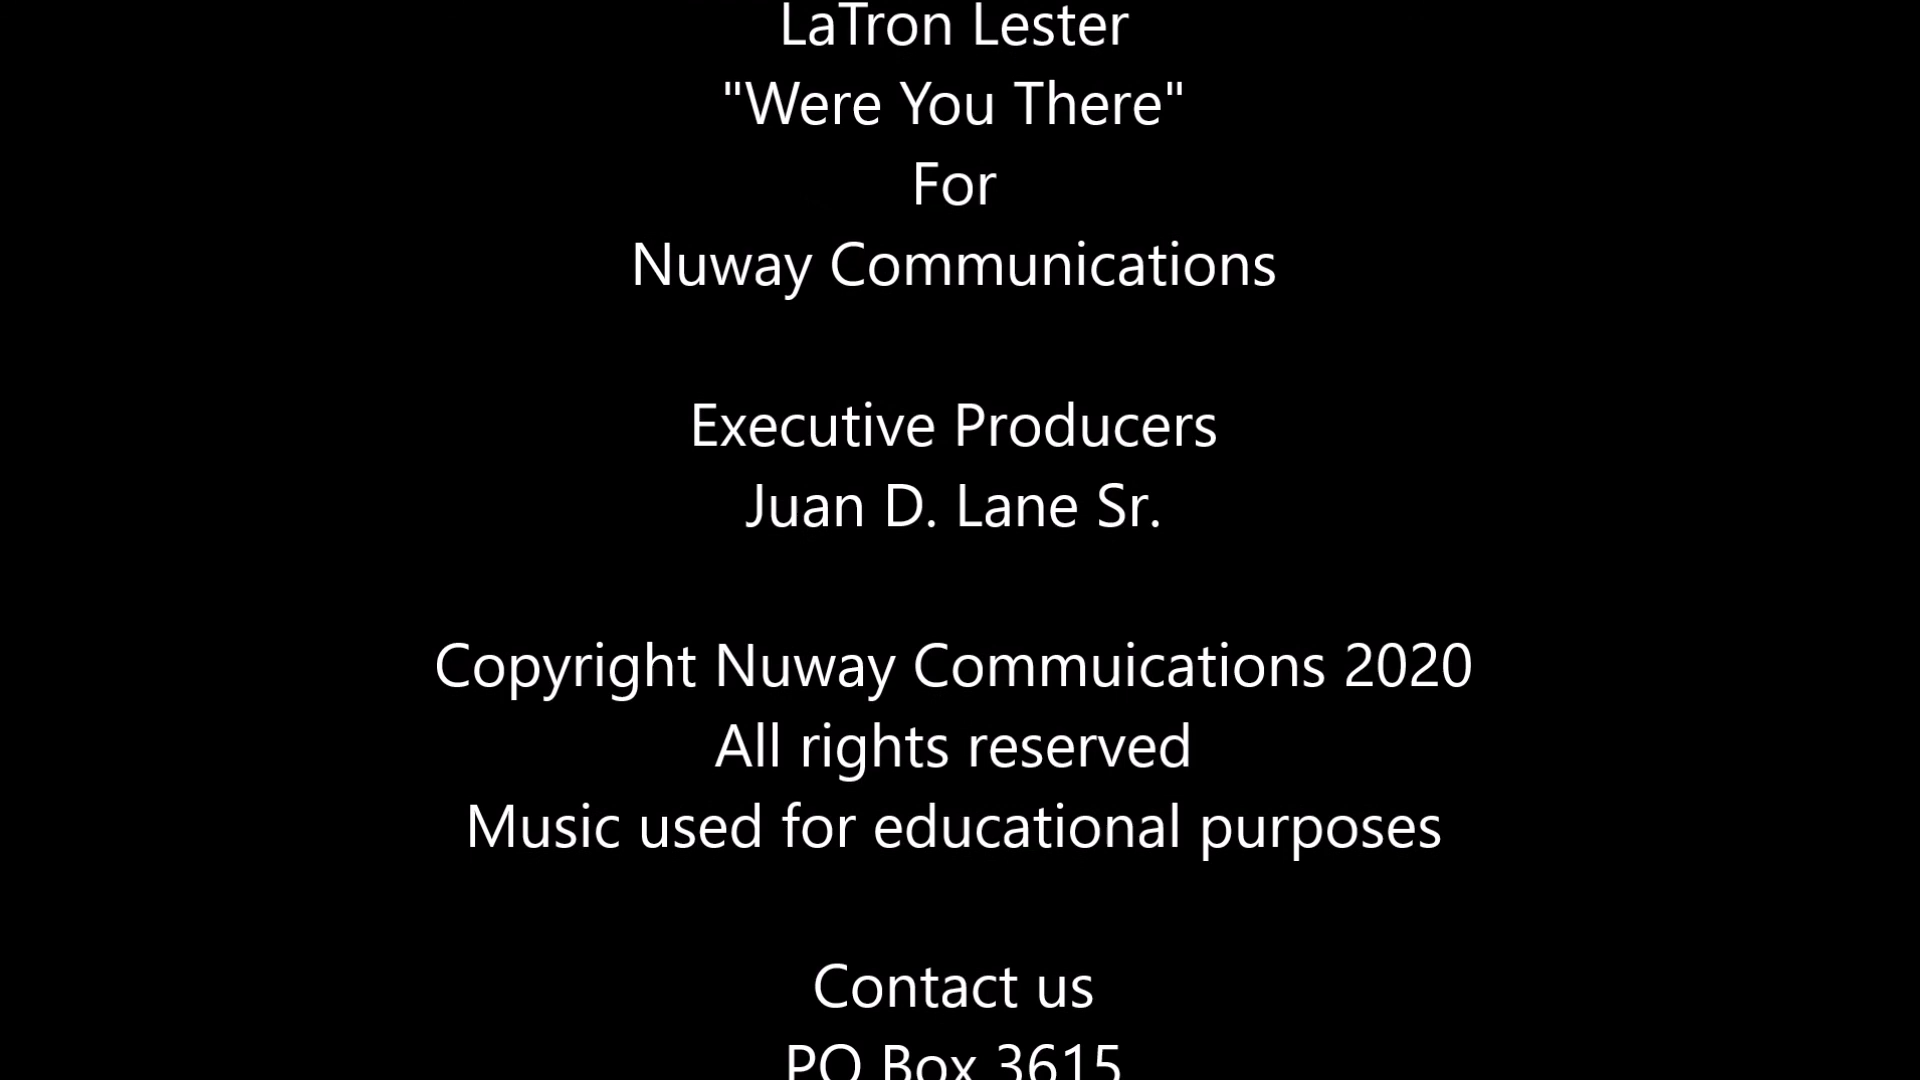 LaTron Lester
"Were You There"
For
Nuway Communications
Executive Producers
Juan D. Lane Sr.
Copyright Nuway Commuications 2020
All rights reserved
Music used for educational purposes
Contact us
PO Box 3615